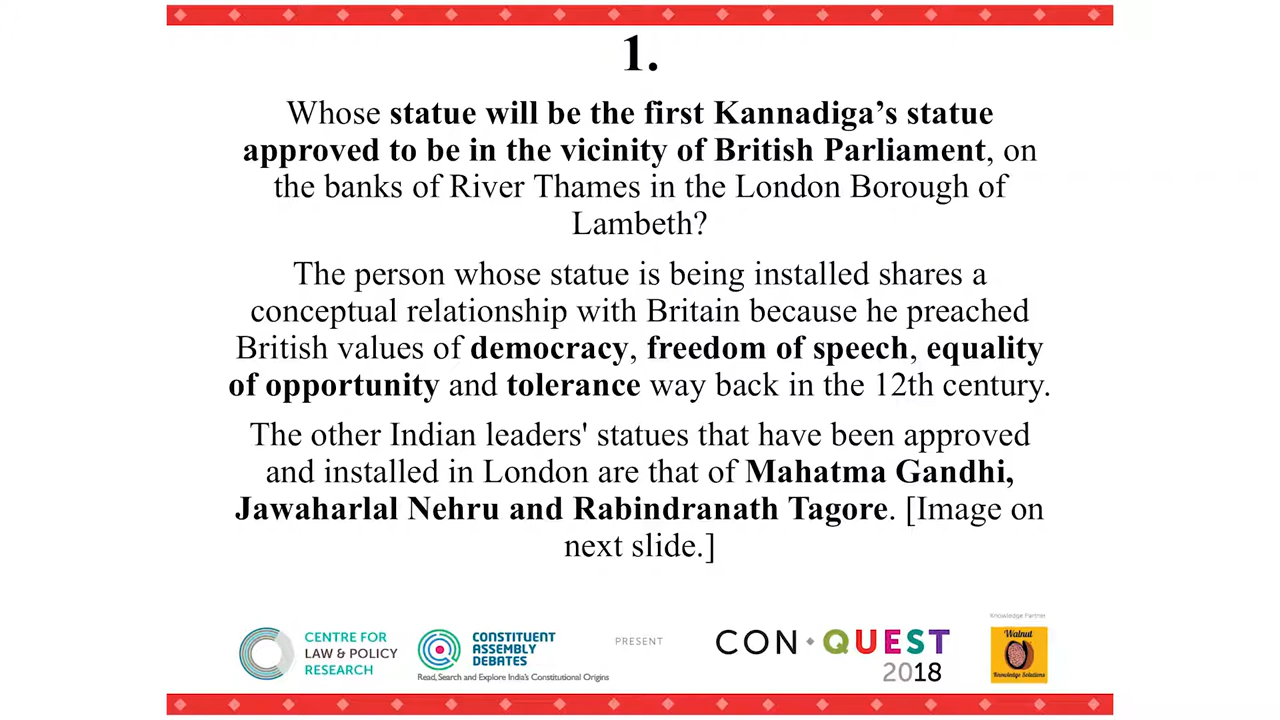 1.
Whose statue will be the first Kannadiga’s statue
approved to be in the vicinity of British Parliament, on
the banks of River Thames in the London Borough of
Lambeth?
The person whose statue is being installed shares a
conceptual relationship with Britain because he preached
British values of democracy, freedom of speech, equality
of opportunity and tolerance way back in the 12th century.
The other Indian leaders' statues that have been approved
and installed in London are that of Mahatma Gandhi,
Jawaharlal Nehru and Rabindranath Tagore. [Image on
next slide.]
CENTRE FOR
LAW & POLICY
RESEARCH
CONSTITUENT
ASSEMBLY
DEBATES
Read, Search and Explore India's Constitutional Origins
PRESENT
CON QUEST
2018
Knowledge Partner
Walnut
Knowledge Solutions